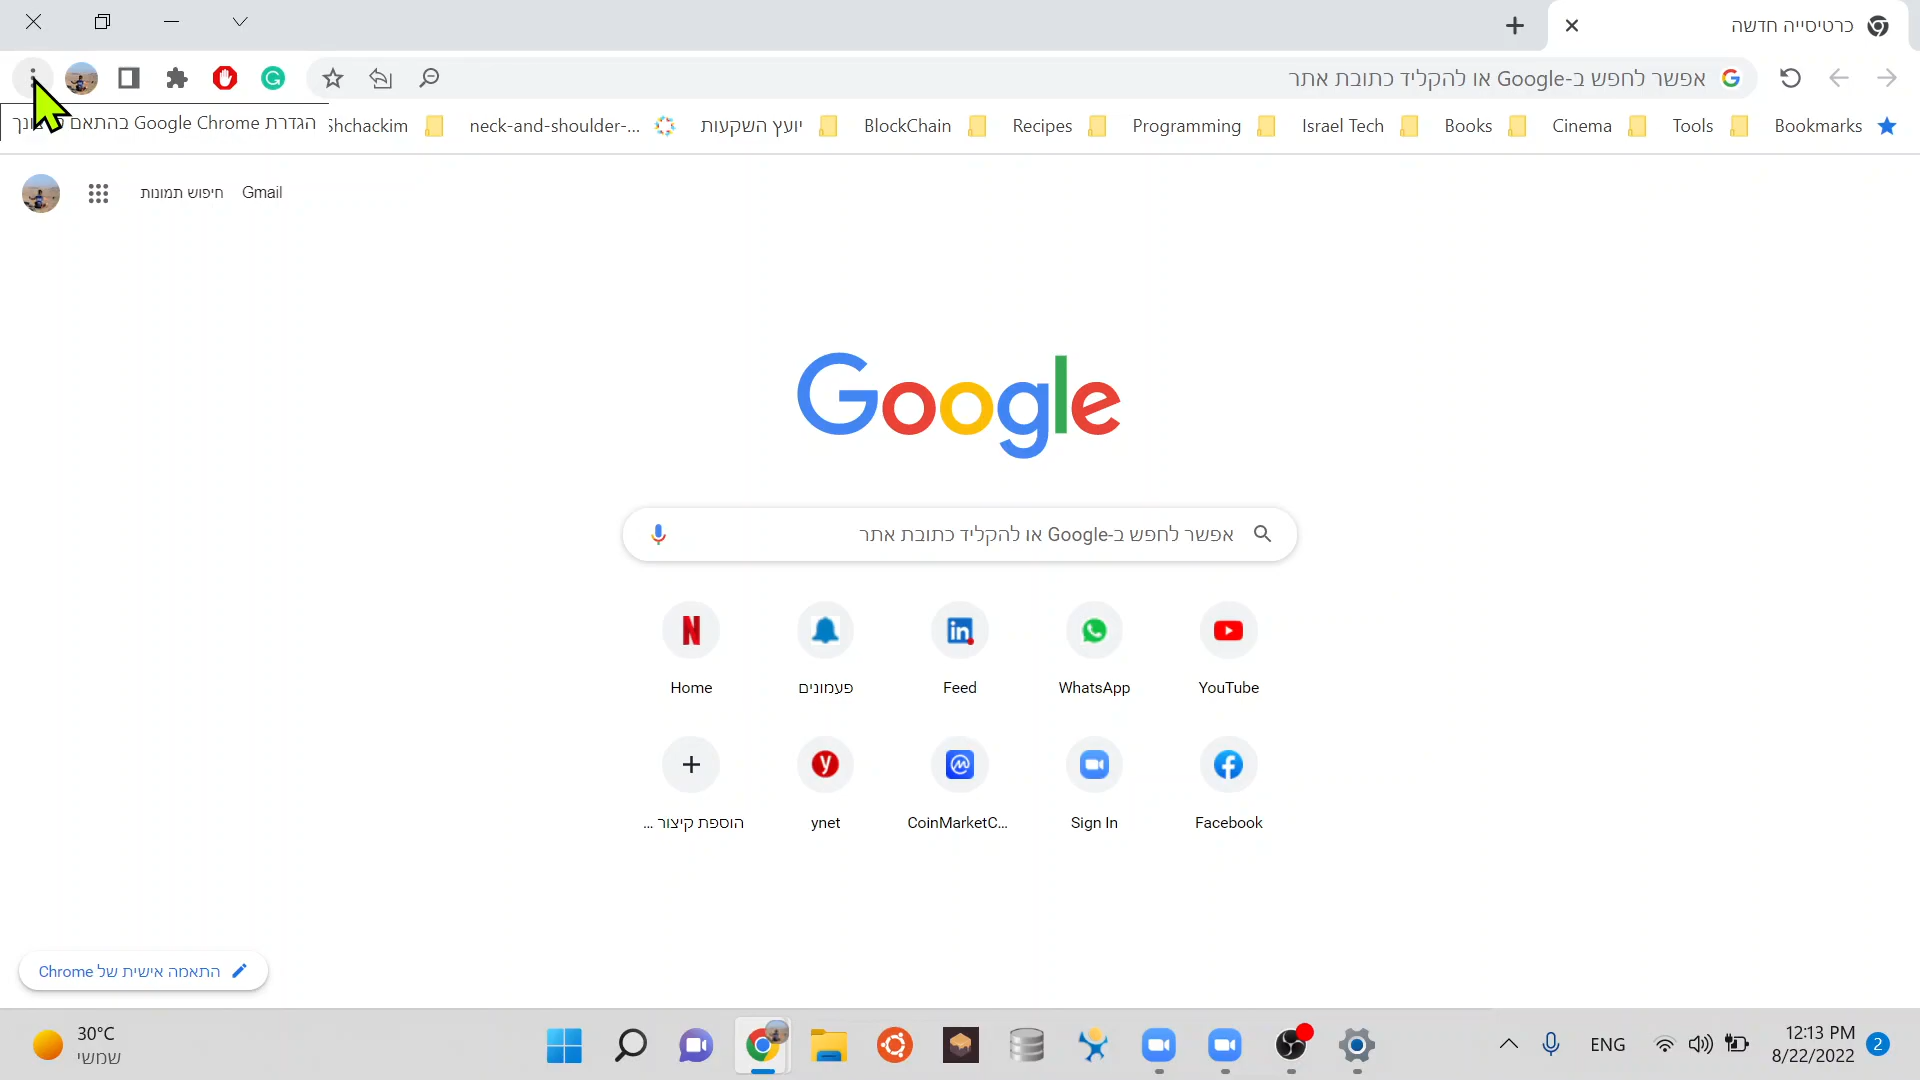 כרטיסייה חדשה
אפשר לחפש ב-Google או להקליד כתובת אתר
Bookmarks
Tools
Cinema
Books
Israel Tech
Programming
Recipes
BlockChain
יועץ השקעות
neck-and-shoulder-...
Shchackim
הגדרת Google Chrome בהתאם
Gmail
חיפוש תמונות
Google
אפשר לחפש ב-Google או להקליד כתובת אתר
YouTube
WhatsApp
Feed
פעמונים
Home
Facebook
Sign In
CoinMarketC...
ynet
הוספת קיצור ...
התאמה אישית של Chrome
30°C
שמשי
ENG
12:13 PM
8/22/2022
2